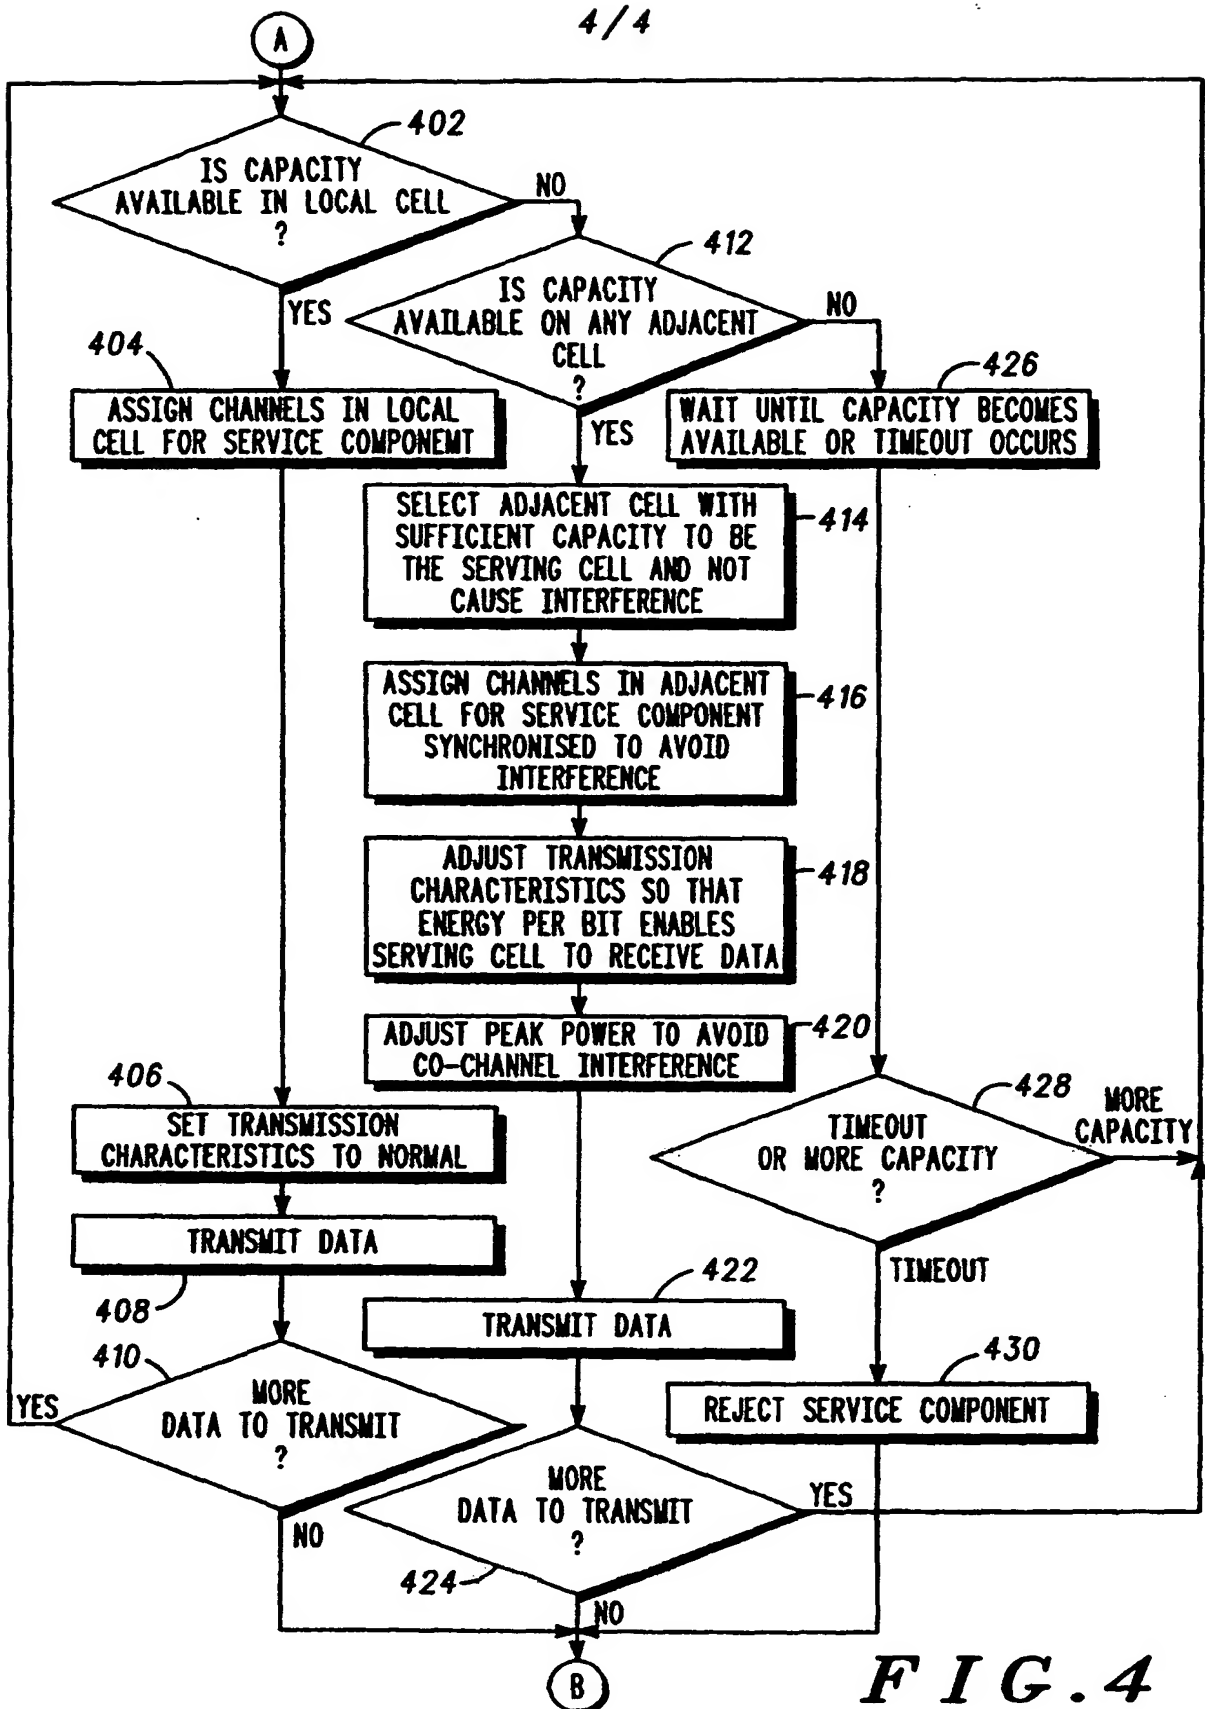 4/4
A
402
IS CAPACITY
AVAILABLE IN LOCAL CELL
?
NO
YES
412
IS CAPACITY
AVAILABLE ON ANY ADJACENT
CELL
?
NO
YES
404
ASSIGN CHANNELS IN LOCAL
CELL FOR SERVICE COMPONEMT
426
WAIT UNTIL CAPACITY BECOMES
AVAILABLE OR TIMEOUT OCCURS
SELECT ADJACENT CELL WITH
SUFFICIENT CAPACITY TO BE
THE SERVING CELL AND NOT
CAUSE INTERFERENCE
414
ASSIGN CHANNELS IN ADJACENT
CELL FOR SERVICE COMPONENT
SYNCHRONISED TO AVOID
INTERFERENCE
416
ADJUST TRANSMISSION
CHARACTERISTICS SO THAT
ENERGY PER BIT ENABLES
SERVING CELL TO RECEIVE DATA
418
ADJUST PEAK POWER TO AVOID
CO-CHANNEL INTERFERENCE
420
406
SET TRANSMISSION
CHARACTERISTICS TO NORMAL
428
TIMEOUT
OR MORE CAPACITY
?
MORE
CAPACITY
TIMEOUT
TRANSMIT DATA
408
422
TRANSMIT DATA
410
MORE
DATA TO TRANSMIT
?
YES
NO
430
REJECT SERVICE COMPONENT
MORE
DATA TO TRANSMIT
?
YES
424
NO
B
FIG.4